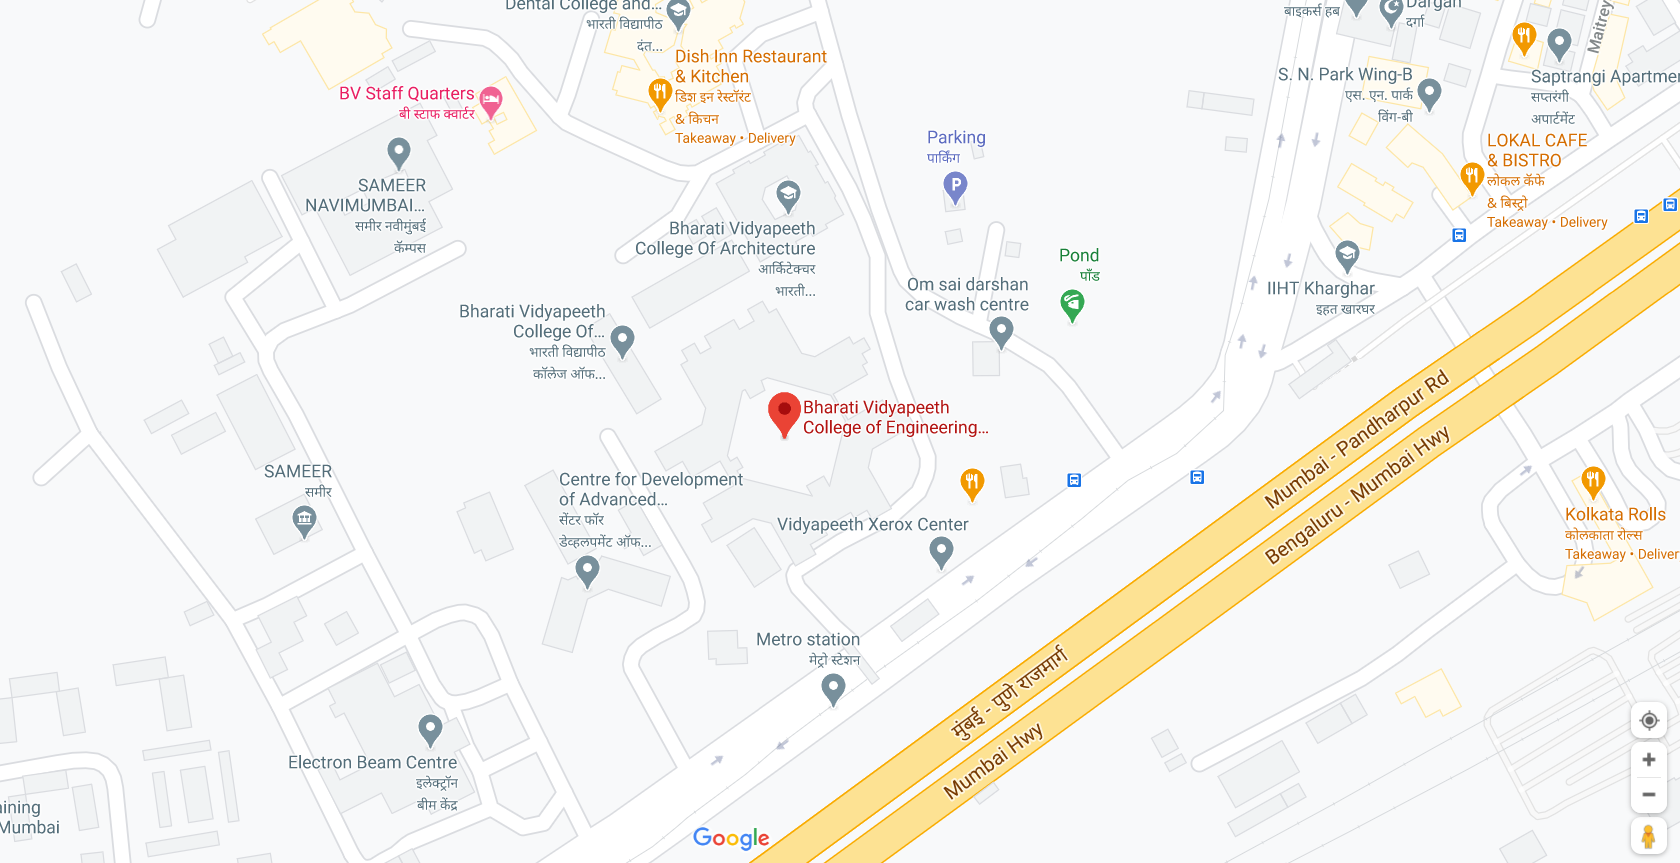 Dental College and...
भारती विद्यापीठ
दंत...
Dish Inn Restaurant
& Kitchen
डिश इन रेस्टॉरंट
& किचन
Takeaway • Delivery
BV Staff Quarters
बी स्टाफ क्वार्टर
SAMEER
NAVIMUMBAI...
समीर नवीमुंबई
कॅम्पस
Bharati Vidyapeeth
College Of Architecture
आर्किटेक्चर
भारती...
Parking
पार्किंग
P
Pond
पॉंड
Om sai darshan
car wash centre
बाइकर्स हब
Dargah
दर्गा
S. N. Park Wing-B
एस. एन. पार्क
विंग-बी
Maitrey
Saptrangi Apartme
सप्तरंगी
अपार्टमेंट
LOKAL CAFE
& BISTRO
लोकल कॅफे
& बिस्ट्रो
Takeaway • Delivery
IIHT Kharghar
इहत खारघर
Bharati Vidyapeeth
College Of...
भारती विद्यापीठ
कॉलेज ऑफ...
Bharati Vidyapeeth
College of Engineering...
SAMEER
समीर
Centre for Development
of Advanced...
सेंटर फॉर
डेव्हलपमेंट ऑफ...
Vidyapeeth Xerox Center
Mumbai - Pandharpur Rd
Bengaluru - Mumbai Hwy
Kolkata Rolls
कोलकाता रोल्स
Takeaway • Deliver
Metro station
मेट्रो स्टेशन
मुंबई - पुणे राजमार्ग
Mumbai Hwy
Electron Beam Centre
इलेक्ट्रॉन
बीम केंद्र
aining
Mumbai
Google